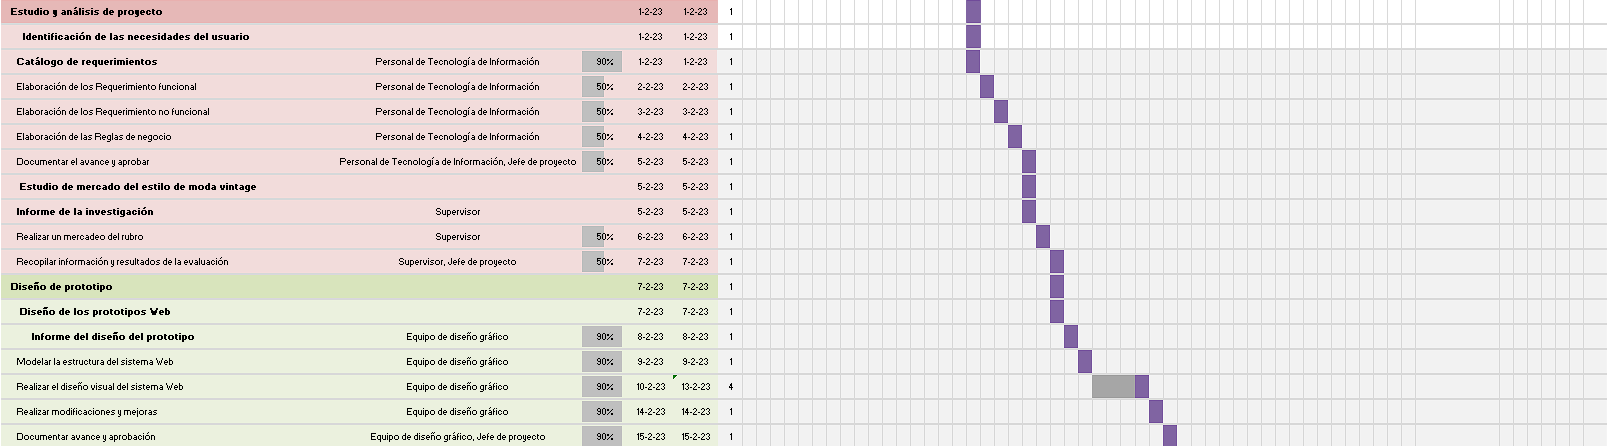 Estudio y análisis de proyecto 1-2-23 1-2-23 1
Identificación de las necesidades del usuario 1-2-23 1-2-23 1
Catálogo de requerimientos Personal de Tecnología de Información 90% 1-2-23 1-2-23 1
Elaboración de los Requerimiento funcional Personal de Tecnología de Información 50% 2-2-23 2-2-23 1
Elaboración de los Requerimiento no funcional Personal de Tecnología de Información 50% 3-2-23 3-2-23 1
Elaboración de las Reglas de negocio Personal de Tecnología de Información 50% 4-2-23 4-2-23 1
Documentar el avance y aprobar Personal de Tecnología de Información, Jefe de proyecto 50% 5-2-23 5-2-23 1
Estudio de mercado del estilo de moda vintage 5-2-23 5-2-23 1
Informe de la investigación Supervisor 5-2-23 5-2-23 1
Realizar un mercadeo del rubro Supervisor 50% 6-2-23 6-2-23 1
Recopilar información y resultados de la evaluación Supervisor, Jefe de proyecto 50% 7-2-23 7-2-23 1
Diseño de prototipo 7-2-23 7-2-23 1
Diseño de los prototipos Web 7-2-23 7-2-23 1
Informe del diseño del prototipo Equipo de diseño gráfico 90% 8-2-23 8-2-23 1
Modelar la estructura del sistema Web Equipo de diseño gráfico 90% 9-2-23 9-2-23 1
Realizar el diseño visual del sistema Web Equipo de diseño gráfico 90% 10-2-23 13-2-23 4
Realizar modificaciones y mejoras Equipo de diseño gráfico 90% 14-2-23 14-2-23 1
Documentar avance y aprobación Equipo de diseño gráfico, Jefe de proyecto 90% 15-2-23 15-2-23 1